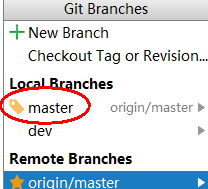 Git Branches
New Branch
Checkout Tag or Revision...
Local Branches
master origin/master
dev
Remote Branches
origin/master